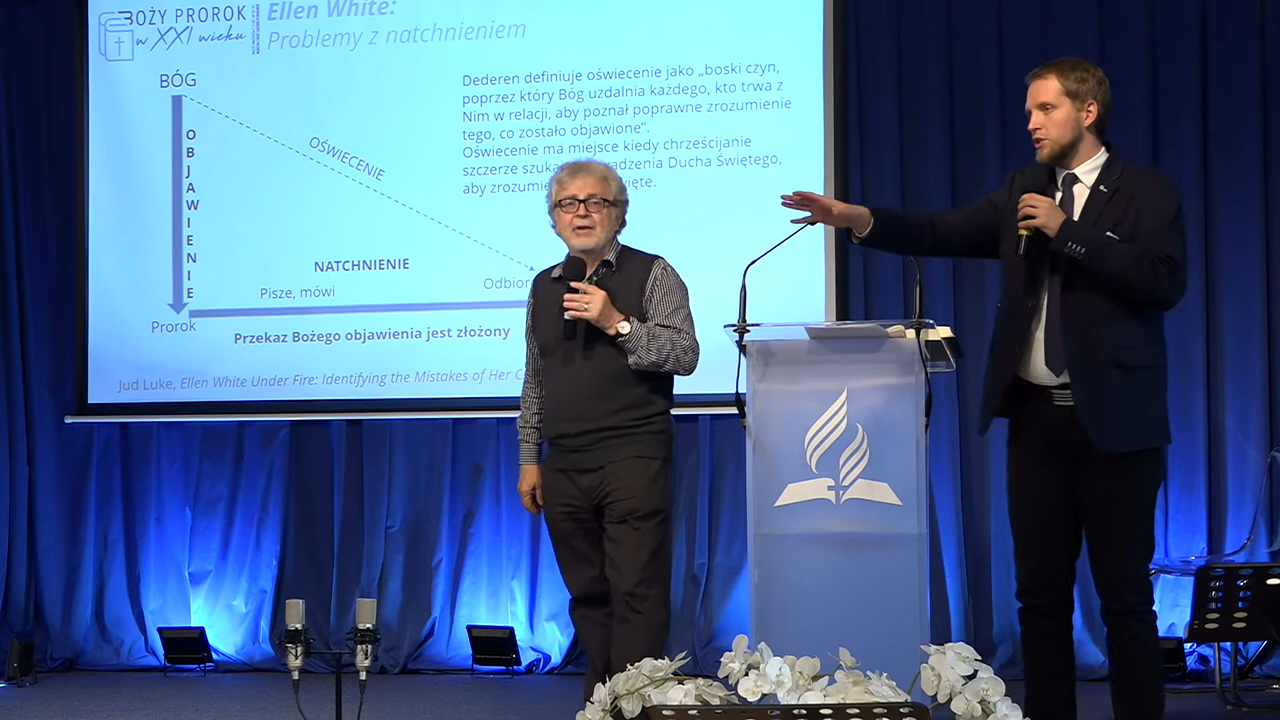 BOŻY PROROK
w XXI wieku
Ellen White:
Problemy z natchnieniem
BÓG
OBJAWIENIE
OŚWIECENIE
Dederen definiuje oświecenie jako „boski czyn,
poprzez który Bóg uzdalnia każdego, kto trwa z
Nim w relacji, aby poznał poprawne zrozumienie
tego, co zostało objawione”.
Oświecenie ma miejsce kiedy chrześcijanie
szczerze szuka adzenia Ducha Świętego,
aby zrozumie więte.
NATCHNIENIE
Pisze, mówi
Odbior
Prorok
Przekaz Bożego objawienia jest złożony
Jud Luke, Ellen White Under Fire: Identifying the Mistakes of Her C